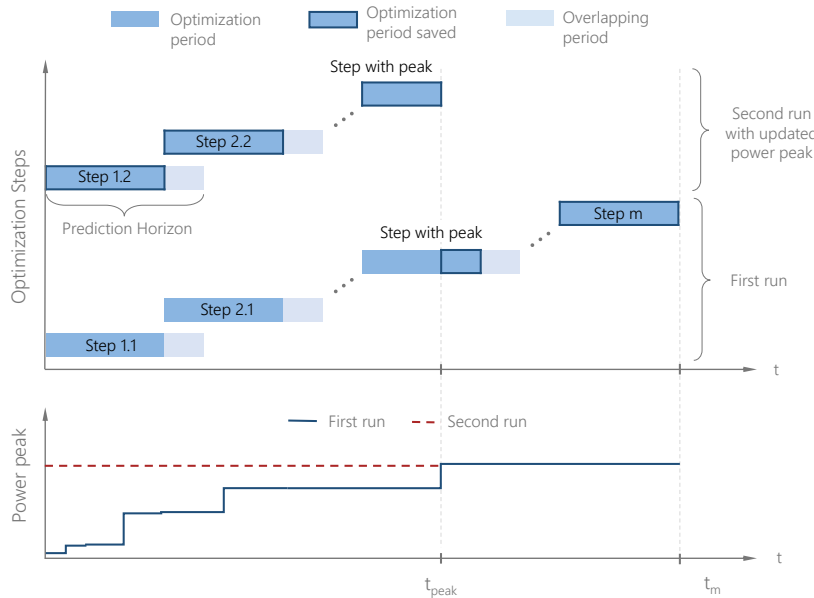 Optimization
period
Optimization
period saved
Overlapping
period
Step with peak
Second run
with updated
power peak
Step 2.2
Step 1.2
Prediction Horizon
Step m
Step with peak
First run
Step 2.1
Step 1.1
Optimization Steps
t
First run
Second run
Power peak
t
t_peak
t_m